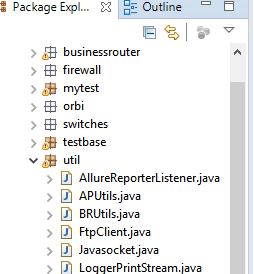 Package Expl... Outline
businessrouter
firewall
mytest
orbi
switches
testbase
util
AllureReporterListener.java
APUtils.java
BRUtils.java
FtpClient.java
Javasocket.java
LoggerPrintStream.java